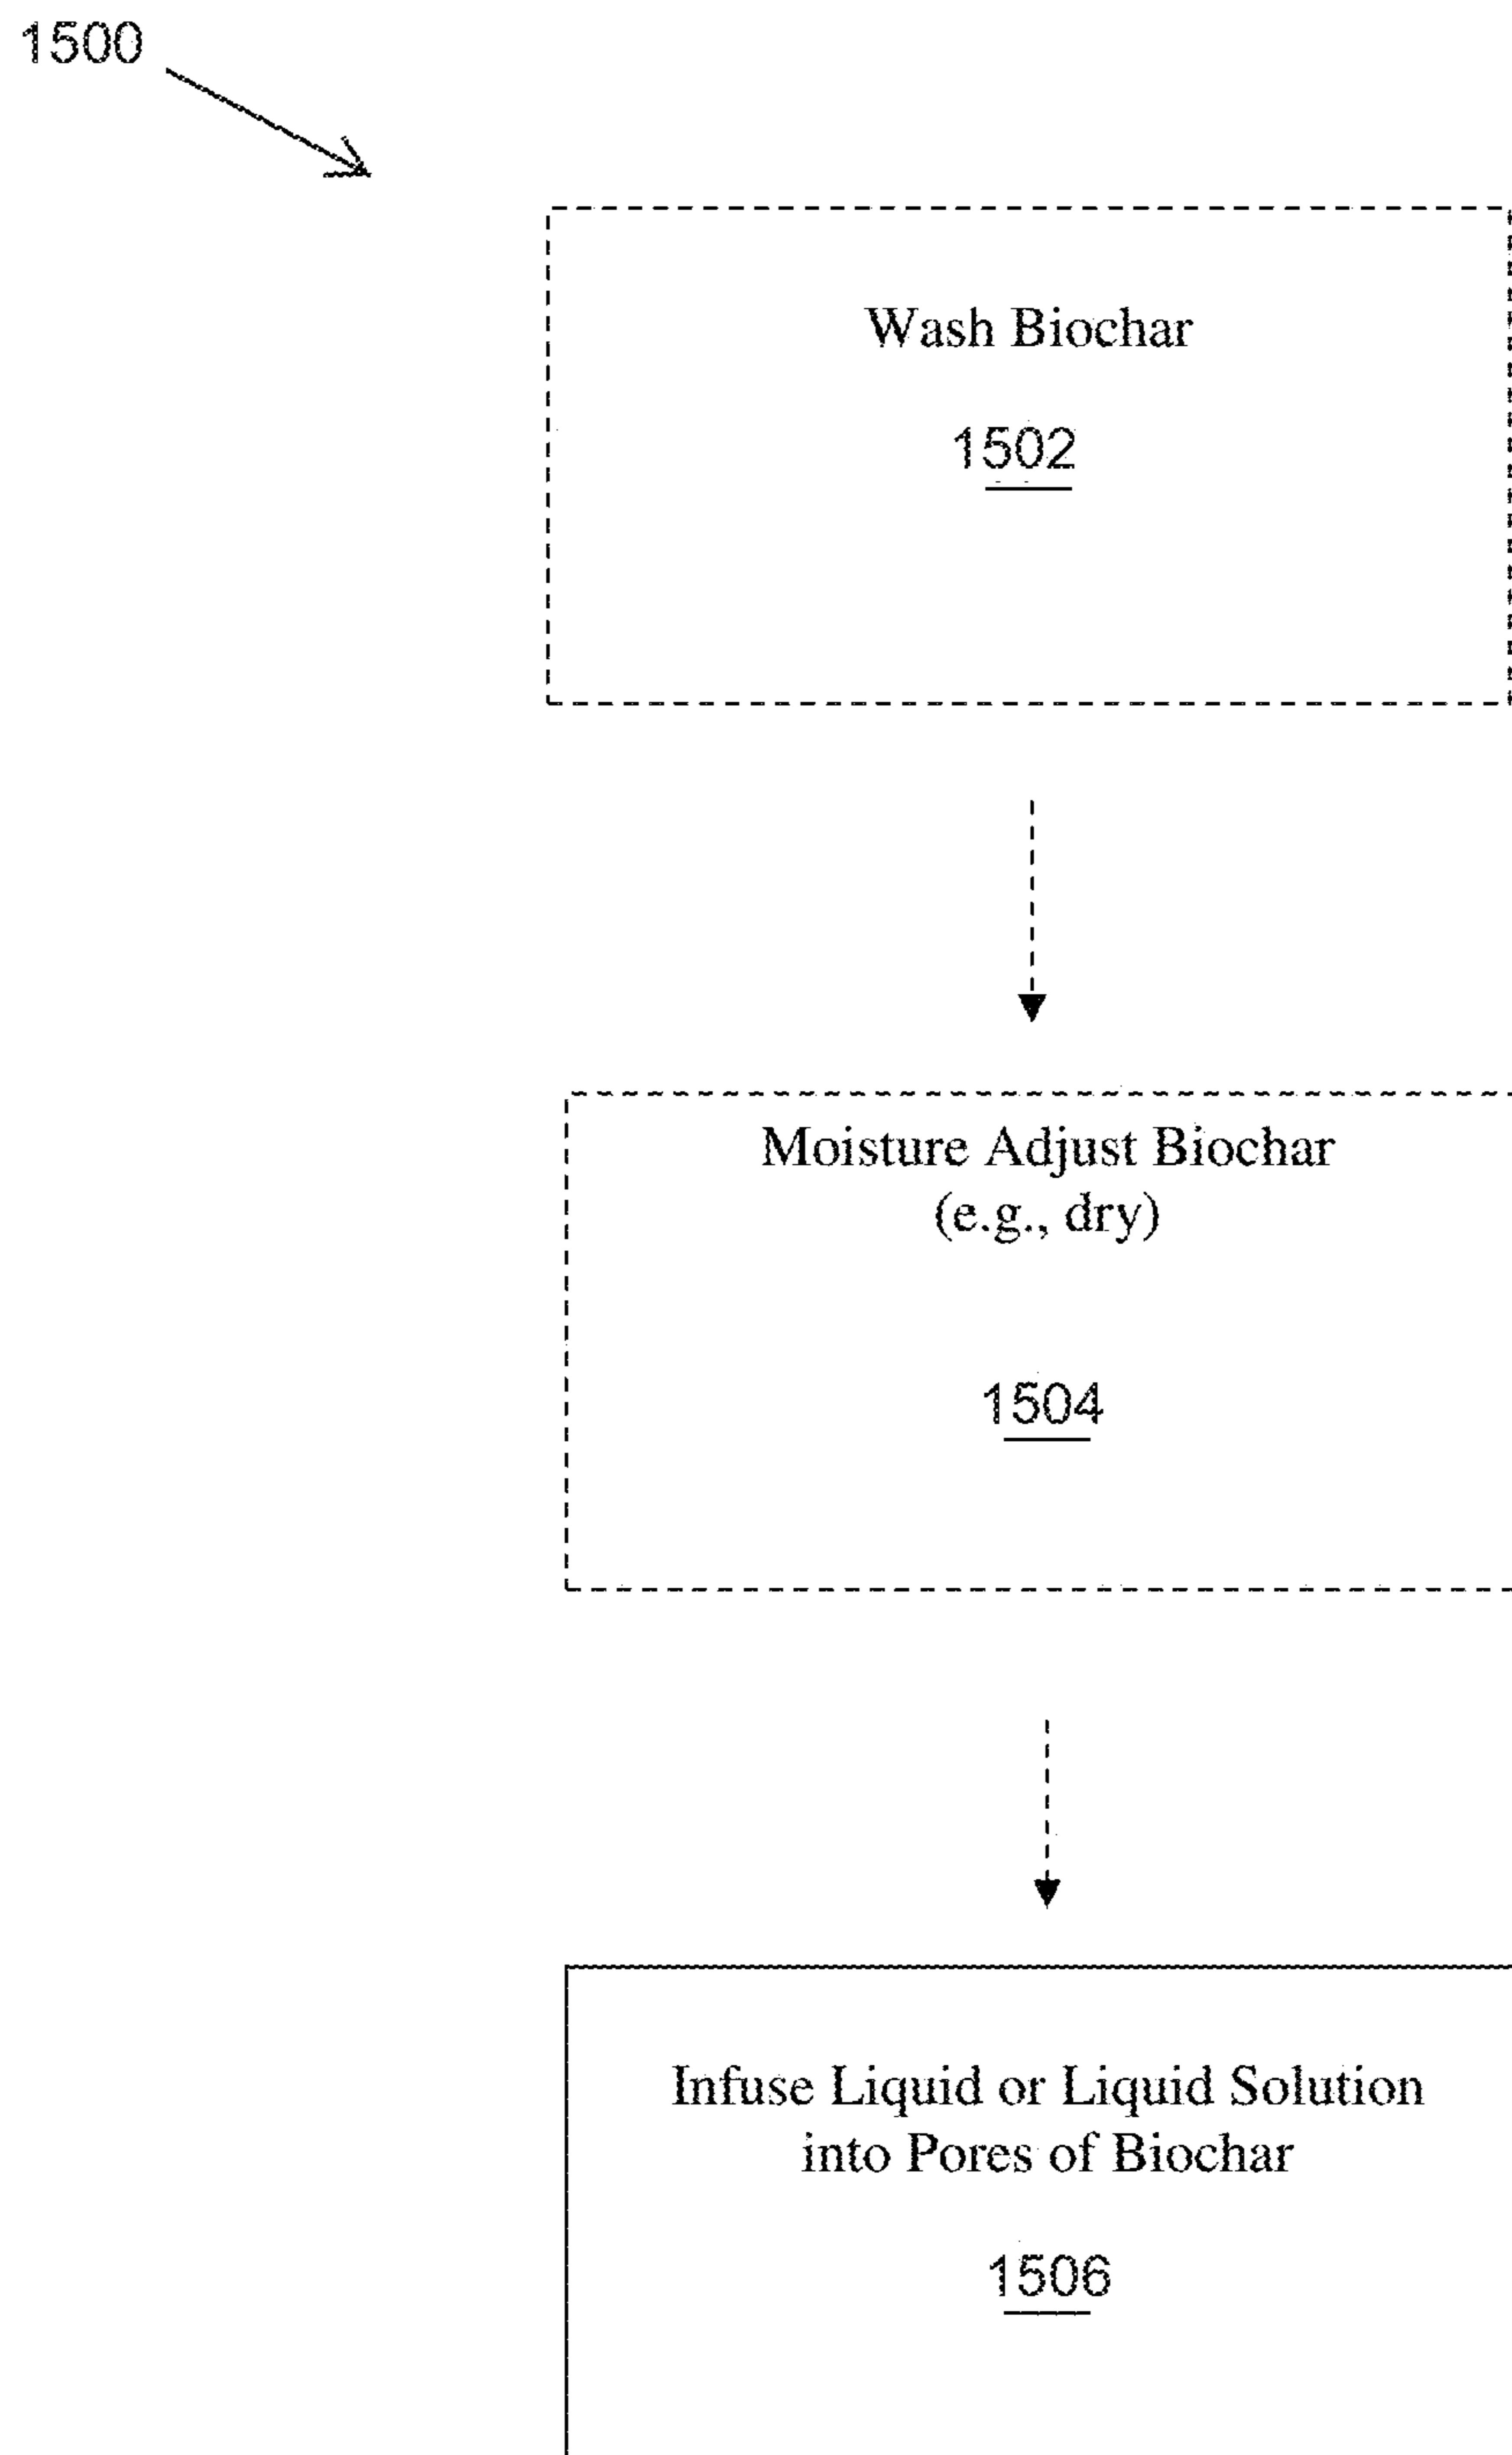 1500
Wash Biochar
1502
Moisture Adjust Biochar
(e.g., dry)
1504
Infuse Liquid or Liquid Solution
into Pores of Biochar
1506